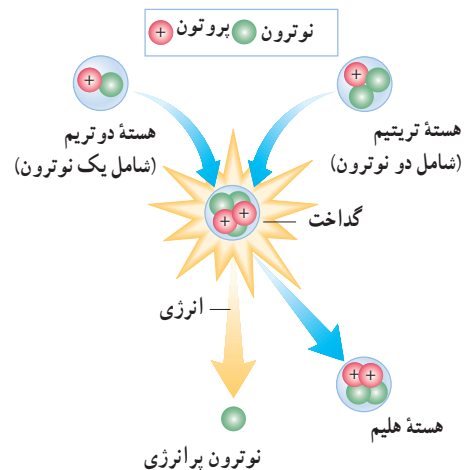 نوترون پروتون +
+
+
هستهٔ تریتیم
(شامل دو نوترون)
هستهٔ دوتریم
(شامل یک نوترون)
+ +
گداخت
انرژی
+ +
هستهٔ هلیم
نوترون پرانرژی